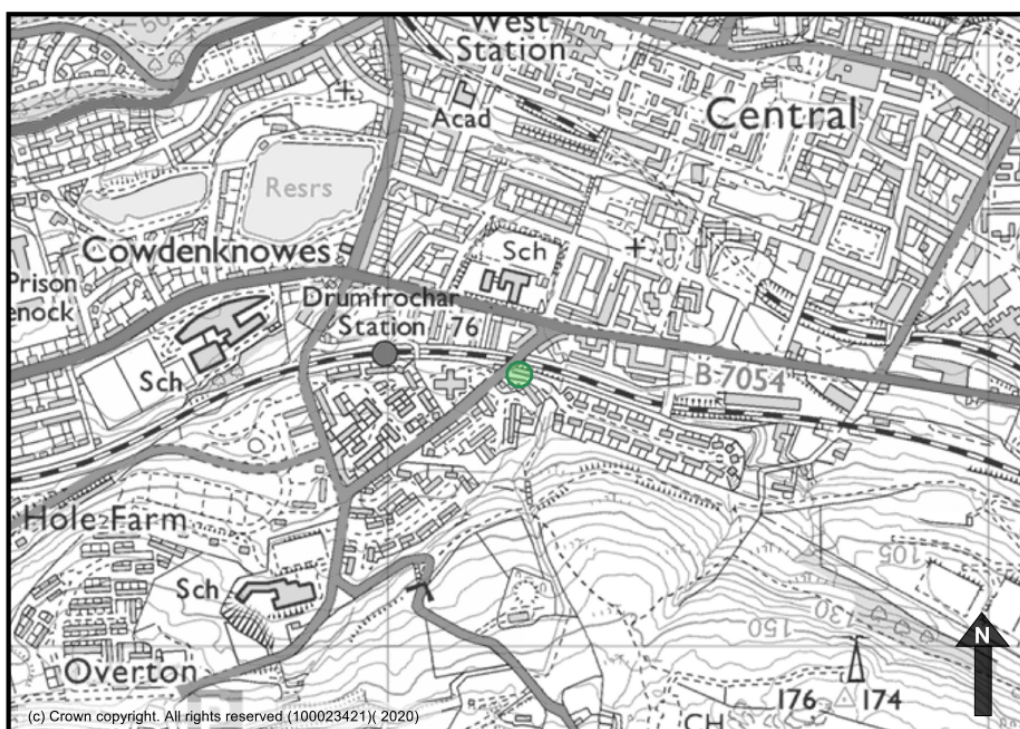 West
Station
Central
Acad
Resrs
Cowdenknowes
Sch
Prison
enock
Drumfrochar
Station
76
Sch
B 7054
Hole Farm
105
Sch
130
150
Overton
176
174
CH
N
(c) Crown copyright. All rights reserved (100023421)( 2020)